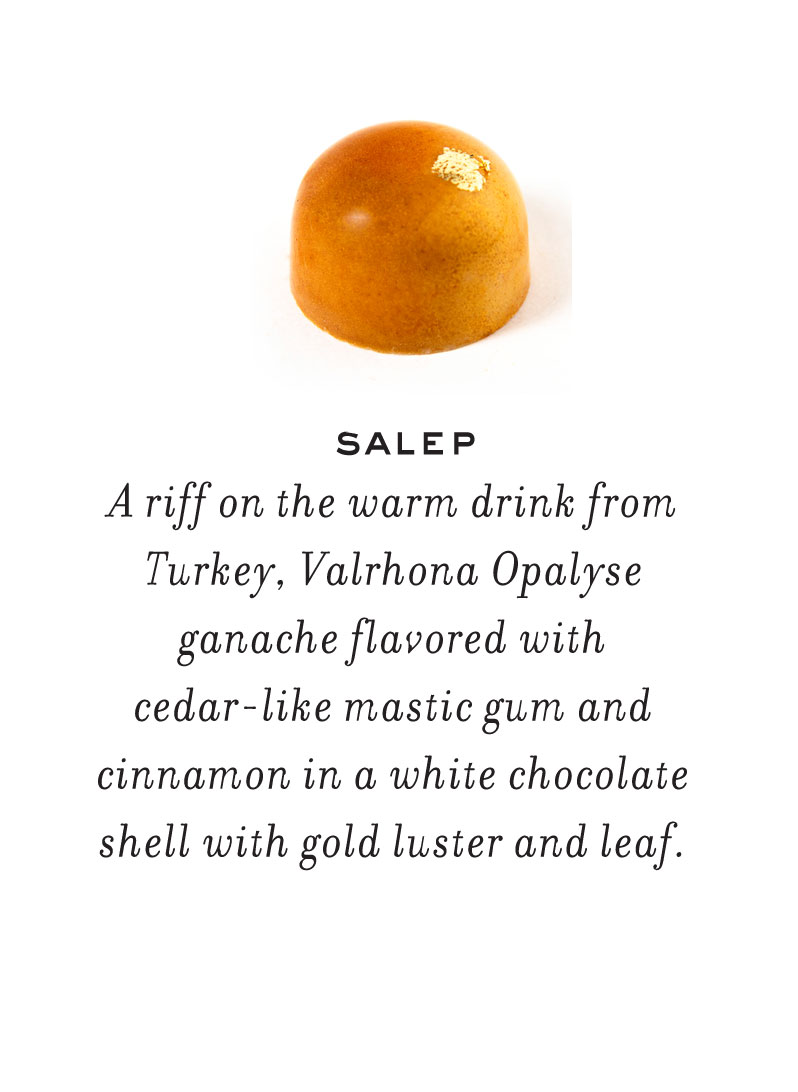 SALEP
A riff on the warm drink from
Turkey, Valrhona Opalyse
ganache flavored with
cedar-like mastic gum and
cinnamon in a white chocolate
shell with gold luster and leaf.